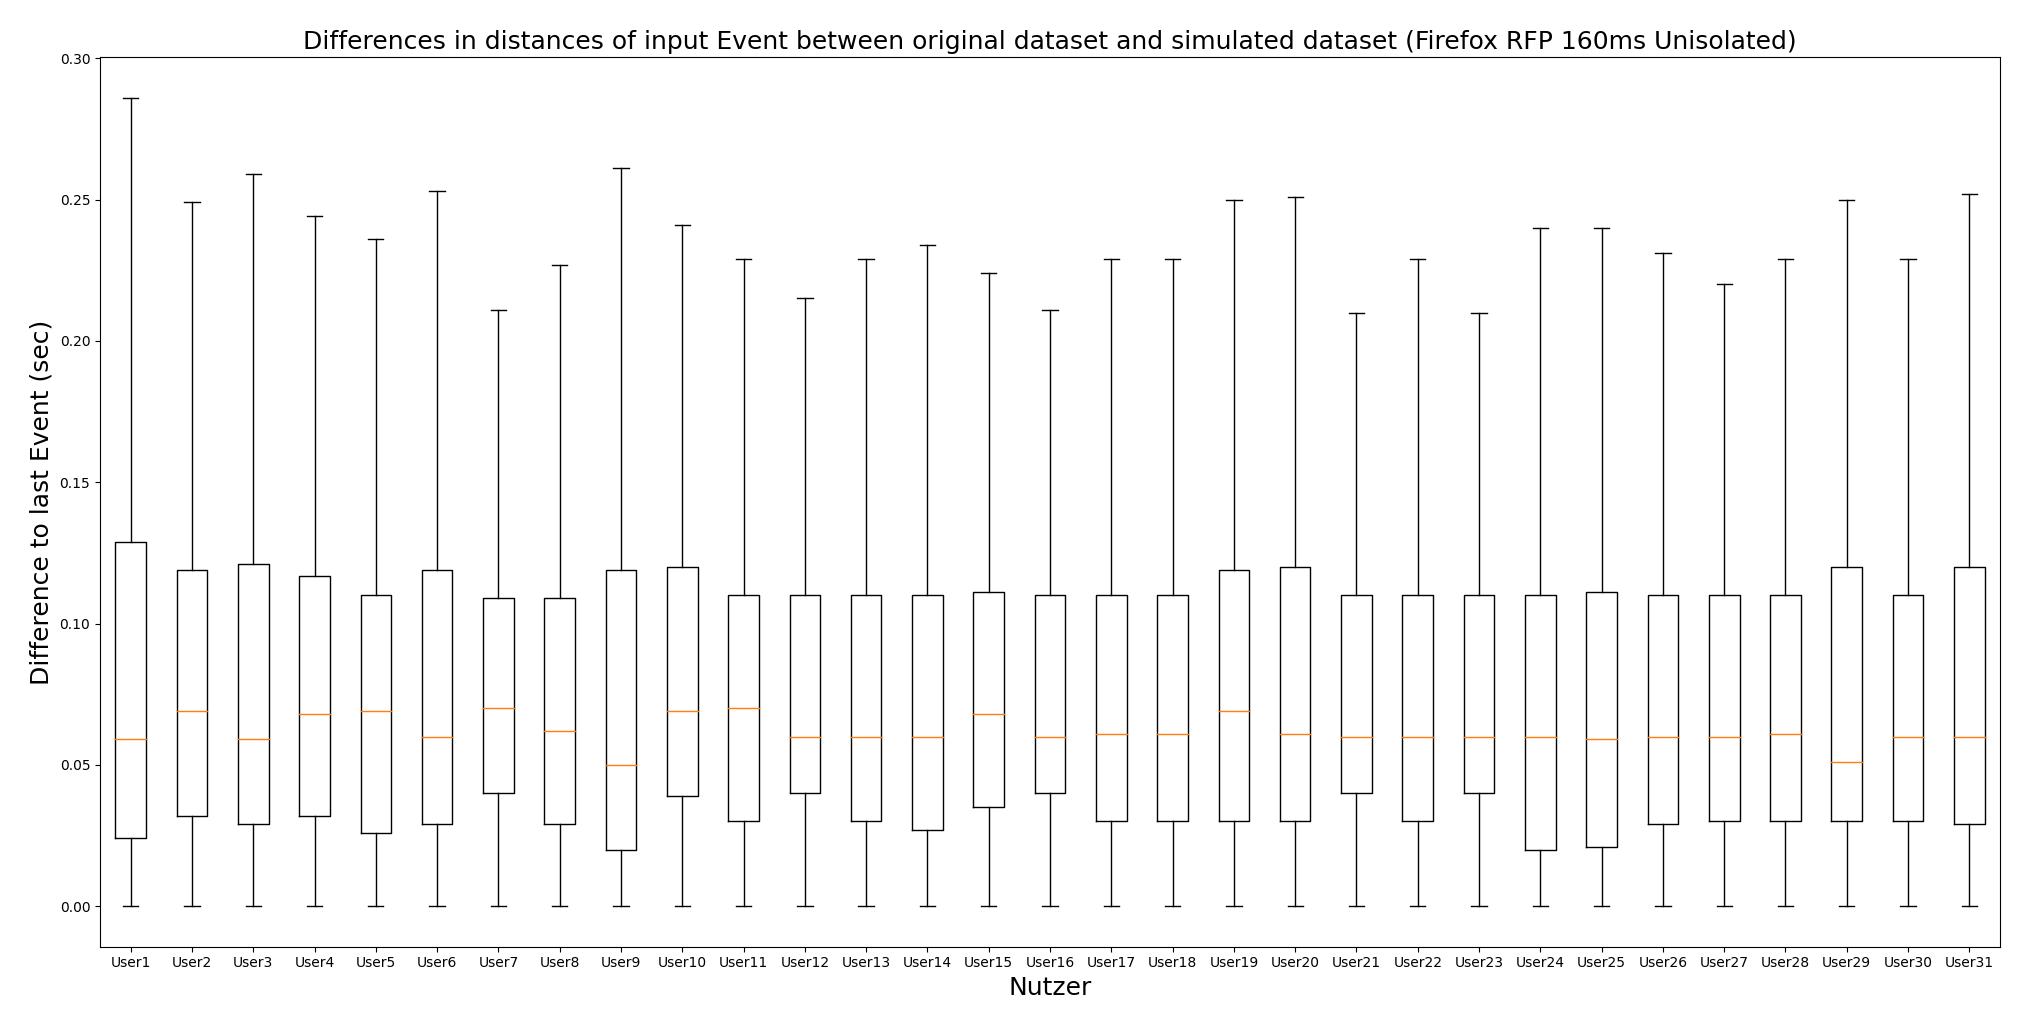 Differences in distances of input Event between original dataset and simulated dataset (Firefox RFP 160ms Unisolated)
Difference to last Event (sec)
0.30
0.25
0.20
0.15
0.10
0.05
0.00
User1 User2 User3 User4 User5 User6 User7 User8 User9 User10 User11 User12 User13 User14 User15 User16 User17 User18 User19 User20 User21 User22 User23 User24 User25 User26 User27 User28 User29 User30 User31
Nutzer